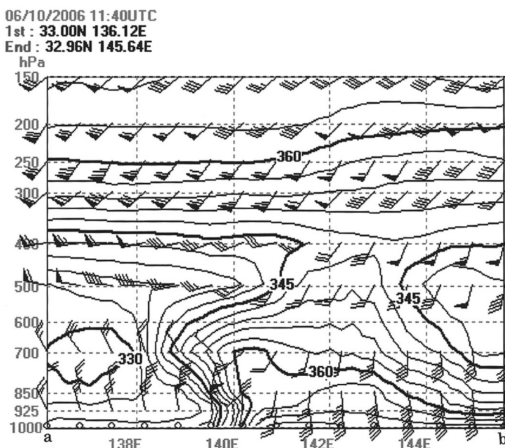 06/10/2006 11:40UTC
1st : 33.00N 136.12E
End : 32.96N 145.64E
hPa
150
200
360
250
300
400
500
345
345
600
700
330
360
850
925
1000
a
138E
140E
142E
144E
b